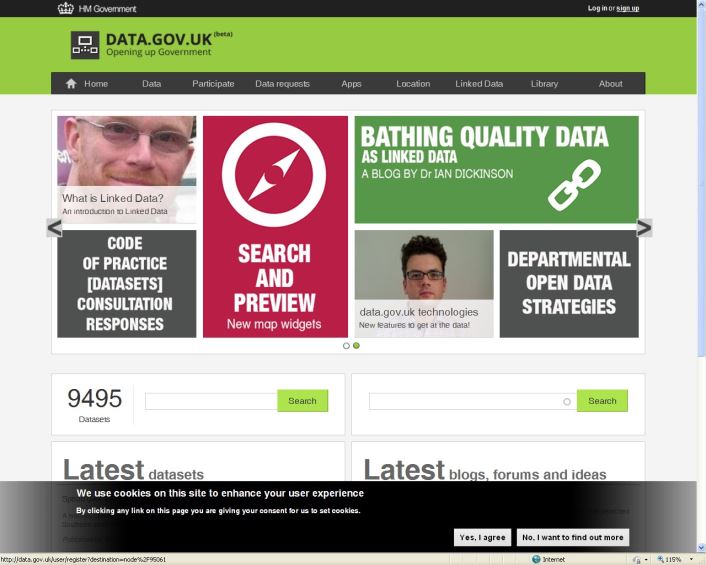 HM Government
Log in or sign up
DATA.GOV.UK (beta)
Opening up Government
Home Data Participate Data requests Apps Location Linked Data Library About
What is Linked Data?
An introduction to Linked Data
CODE
OF PRACTICE
[DATASETS]
CONSULTATION
RESPONSES
SEARCH
AND
PREVIEW
New map widgets
BATHING QUALITY DATA
AS LINKED DATA
A BLOG BY Dr IAN DICKINSON
data.gov.uk technologies
New features to get at the data!
DEPARTMENTAL
OPEN DATA
STRATEGIES
<
>
9495
Datasets
Search
Search
Latest datasets
Latest blogs, forums and ideas
We use cookies on this site to enhance your user experience
By clicking any link on this page you are giving your consent for us to set cookies.
Yes, I agree
No, I want to find out more
http://data.gov.uk/user/register?destination=node%2F95061
Internet
115%